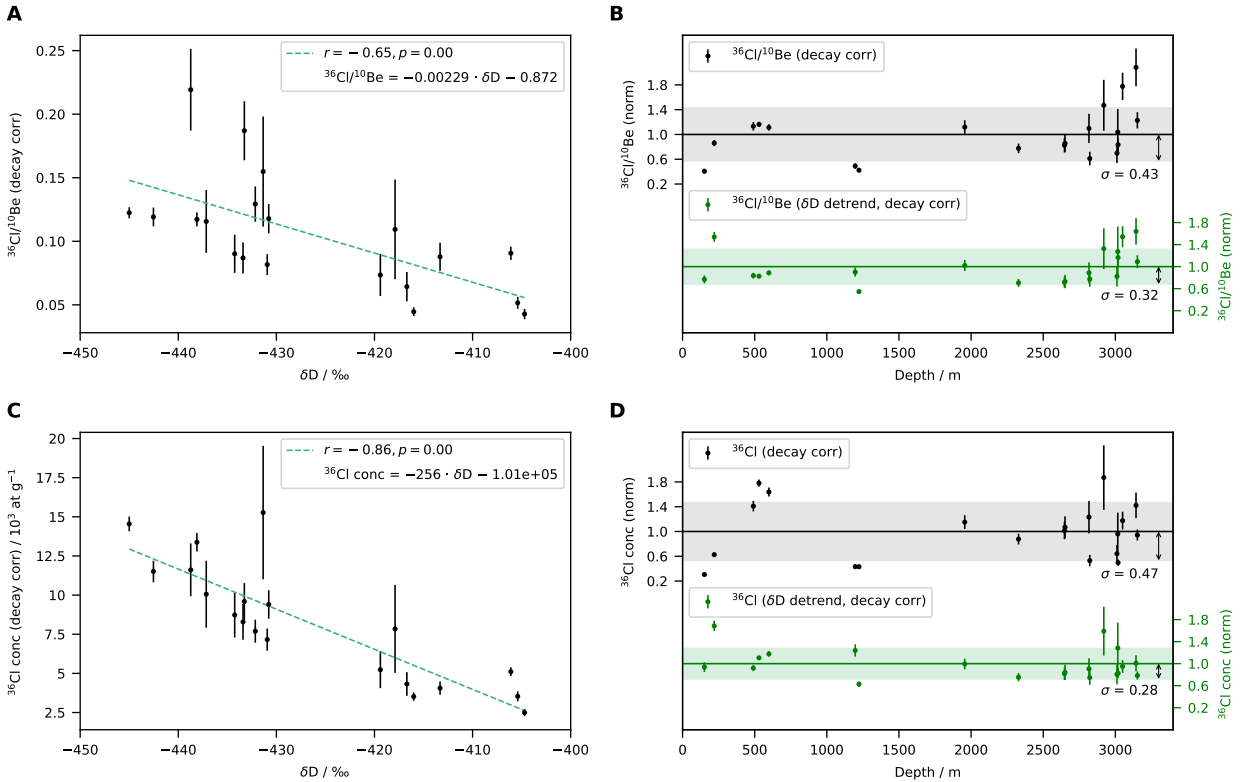 A
0.25
0.20
0.15
0.10
0.05
³⁶Cl/¹⁰Be (decay corr)
r = −0.65, p = 0.00
³⁶Cl/¹⁰Be = −0.00229 · δD − 0.872
−450
−440
−430
−420
−410
−400
δD / ‰
B
³⁶Cl/¹⁰Be (decay corr)
1.8
1.4
1.0
0.6
0.2
³⁶Cl/¹⁰Be (norm)
σ = 0.43
³⁶Cl/¹⁰Be (δD detrend, decay corr)
1.8
1.4
1.0
0.6
0.2
³⁶Cl/¹⁰Be (norm)
σ = 0.32
0
500
1000
1500
2000
2500
3000
Depth / m
C
20
17.5
15
12.5
10
7.5
5
2.5
³⁶Cl conc (decay corr) / 10³ at g⁻¹
r = −0.86, p = 0.00
³⁶Cl conc = −256 · δD − 1.01e+05
−450
−440
−430
−420
−410
−400
δD / ‰
D
³⁶Cl (decay corr)
1.8
1.4
1.0
0.6
0.2
³⁶Cl conc (norm)
σ = 0.47
³⁶Cl (δD detrend, decay corr)
1.8
1.4
1.0
0.6
0.2
³⁶Cl conc (norm)
σ = 0.28
0
500
1000
1500
2000
2500
3000
Depth / m